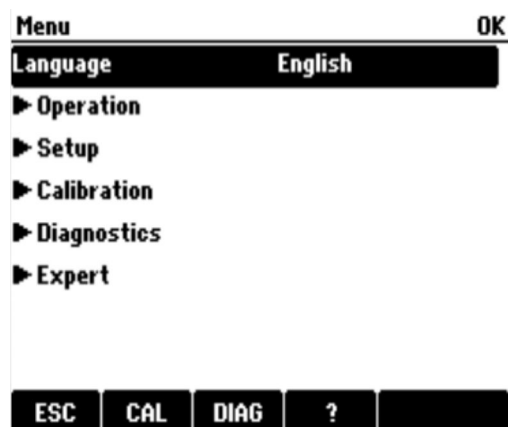 Menu OK
Language English
Operation
Setup
Calibration
Diagnostics
Expert
ESC CAL DIAG ?